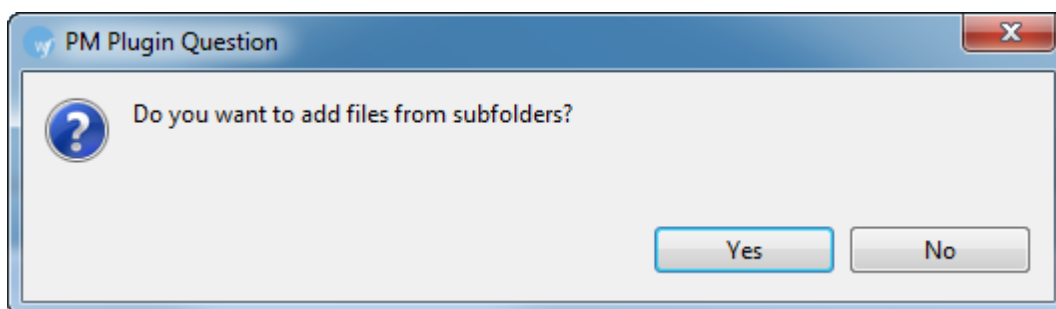 PM Plugin Question
Do you want to add files from subfolders?
Yes
No